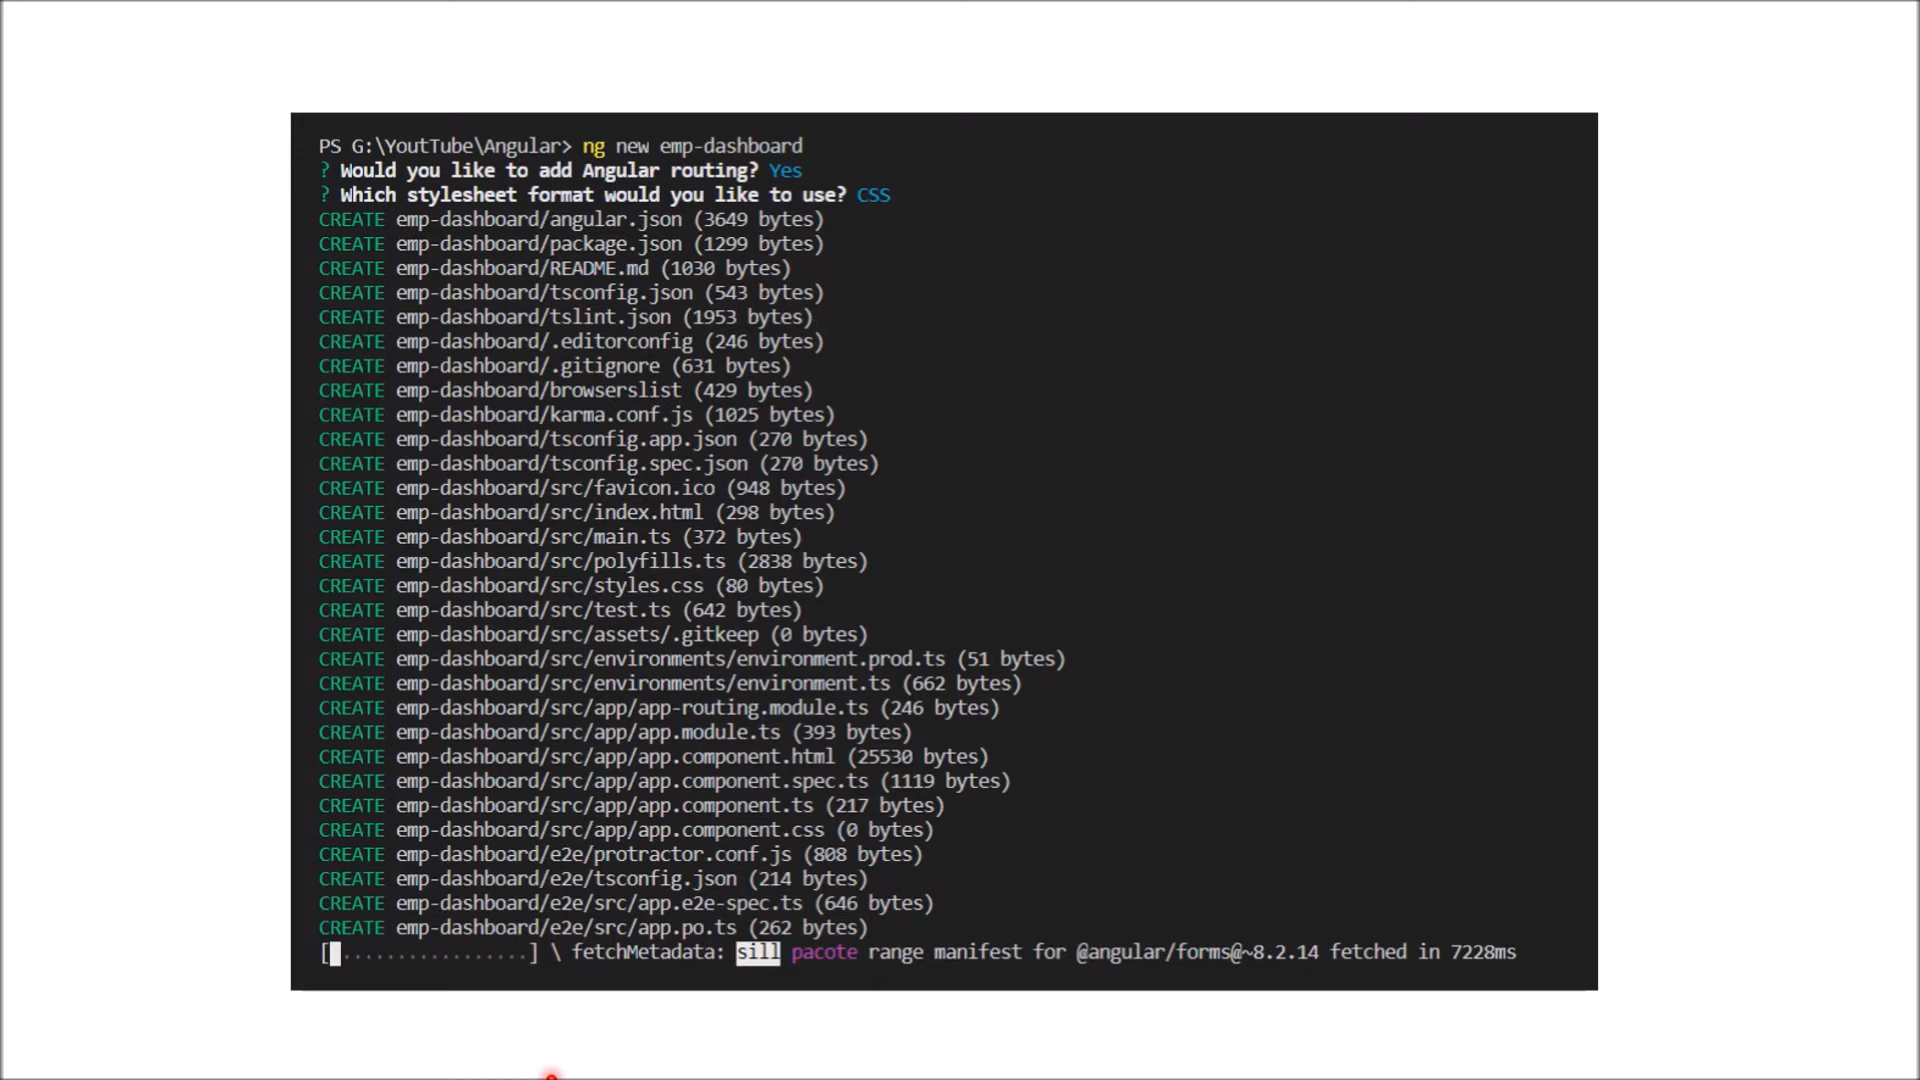 PS G:\YoutTube\Angular> ng new emp-dashboard
? Would you like to add Angular routing? Yes
? Which stylesheet format would you like to use? CSS
CREATE emp-dashboard/angular.json (3649 bytes)
CREATE emp-dashboard/package.json (1299 bytes)
CREATE emp-dashboard/README.md (1030 bytes)
CREATE emp-dashboard/tsconfig.json (543 bytes)
CREATE emp-dashboard/tslint.json (1953 bytes)
CREATE emp-dashboard/.editorconfig (246 bytes)
CREATE emp-dashboard/.gitignore (631 bytes)
CREATE emp-dashboard/browserslist (429 bytes)
CREATE emp-dashboard/karma.conf.js (1025 bytes)
CREATE emp-dashboard/tsconfig.app.json (270 bytes)
CREATE emp-dashboard/tsconfig.spec.json (270 bytes)
CREATE emp-dashboard/src/favicon.ico (948 bytes)
CREATE emp-dashboard/src/index.html (298 bytes)
CREATE emp-dashboard/src/main.ts (372 bytes)
CREATE emp-dashboard/src/polyfills.ts (2838 bytes)
CREATE emp-dashboard/src/styles.css (80 bytes)
CREATE emp-dashboard/src/test.ts (642 bytes)
CREATE emp-dashboard/src/assets/.gitkeep (0 bytes)
CREATE emp-dashboard/src/environments/environment.prod.ts (51 bytes)
CREATE emp-dashboard/src/environments/environment.ts (662 bytes)
CREATE emp-dashboard/src/app/app-routing.module.ts (246 bytes)
CREATE emp-dashboard/src/app/app.module.ts (393 bytes)
CREATE emp-dashboard/src/app/app.component.html (25530 bytes)
CREATE emp-dashboard/src/app/app.component.spec.ts (1119 bytes)
CREATE emp-dashboard/src/app/app.component.ts (217 bytes)
CREATE emp-dashboard/src/app/app.component.css (0 bytes)
CREATE emp-dashboard/e2e/protractor.conf.js (808 bytes)
CREATE emp-dashboard/e2e/tsconfig.json (214 bytes)
CREATE emp-dashboard/e2e/src/app.e2e-spec.ts (646 bytes)
CREATE emp-dashboard/e2e/src/app.po.ts (262 bytes)
[ .................] \ fetchMetadata: sill pacote range manifest for @angular/forms@~8.2.14 fetched in 7228ms